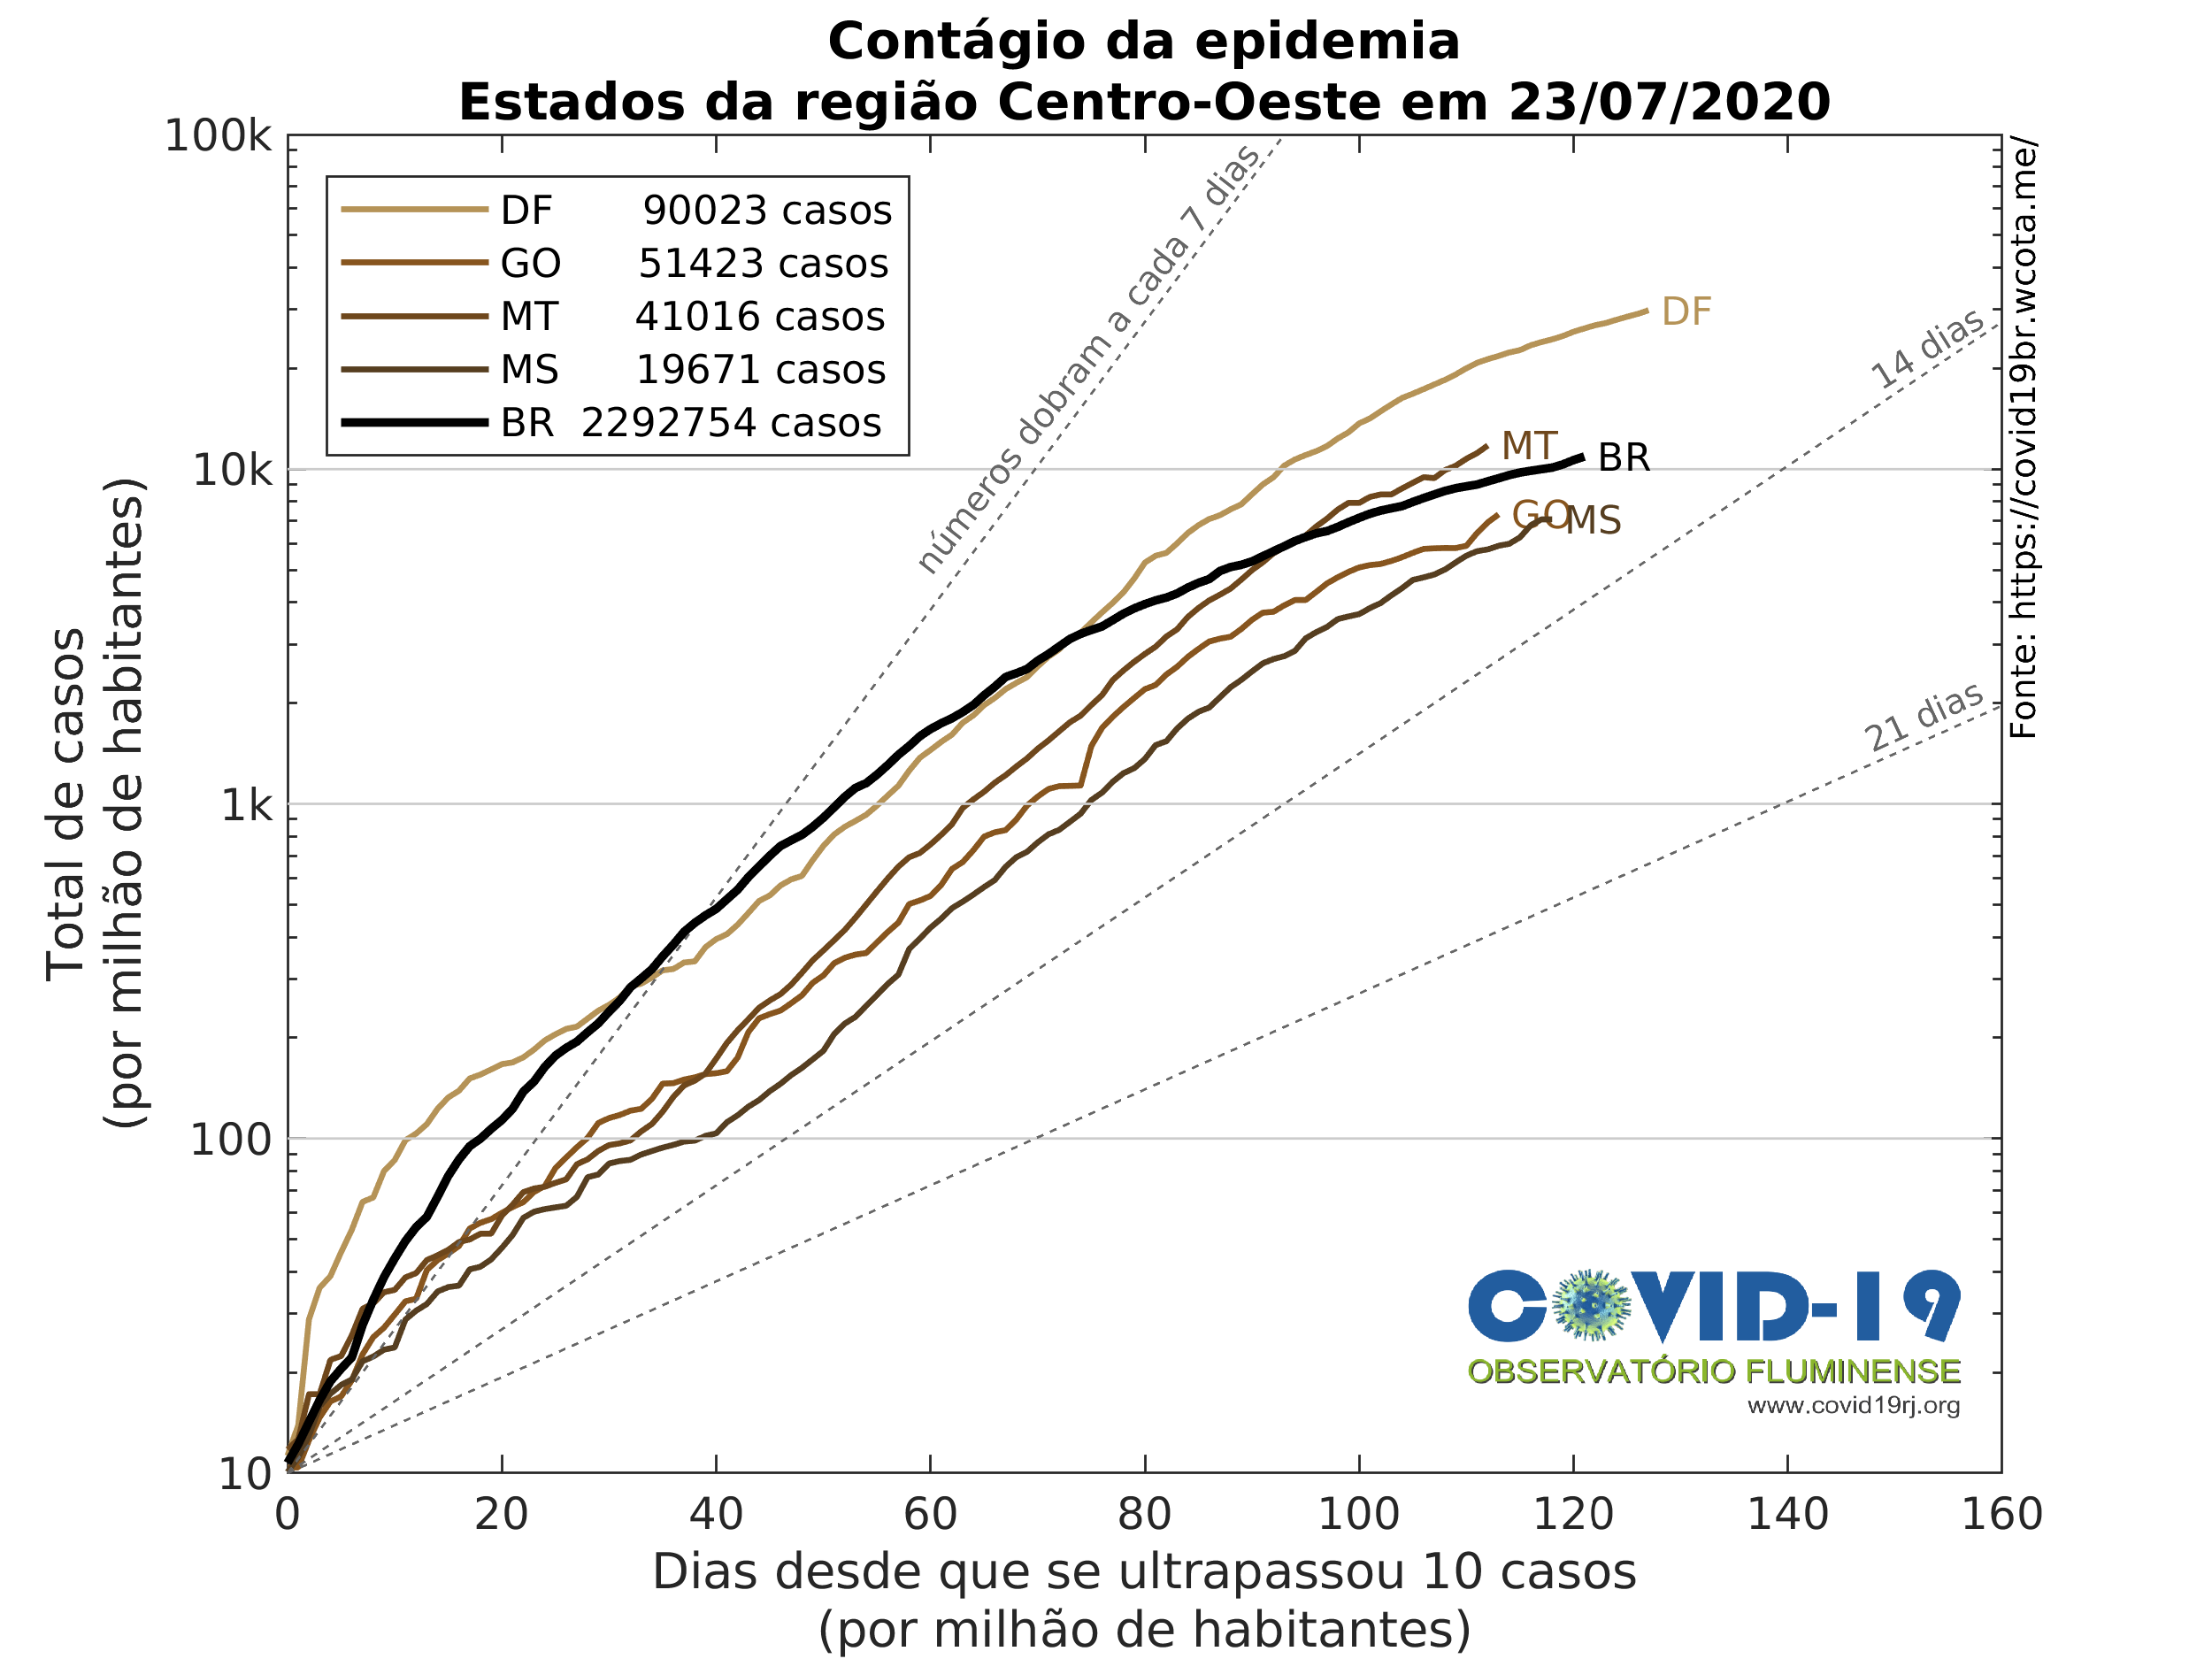 Contágio da epidemia
Estados da região Centro-Oeste em 23/07/2020
100k
10k
1k
100
10
Total de casos
(por milhão de habitantes)
DF 90023 casos
GO 51423 casos
MT 41016 casos
MS 19671 casos
BR 2292754 casos
números dobram a cada 7 dias
14 dias
21 dias
DF
MT
BR
GO
MS
Fonte: https://covid19br.wcota.me/
COVID-19
OBSERVATÓRIO FLUMINENSE
www.covid19rj.org
0 20 40 60 80 100 120 140 160
Dias desde que se ultrapassou 10 casos
(por milhão de habitantes)